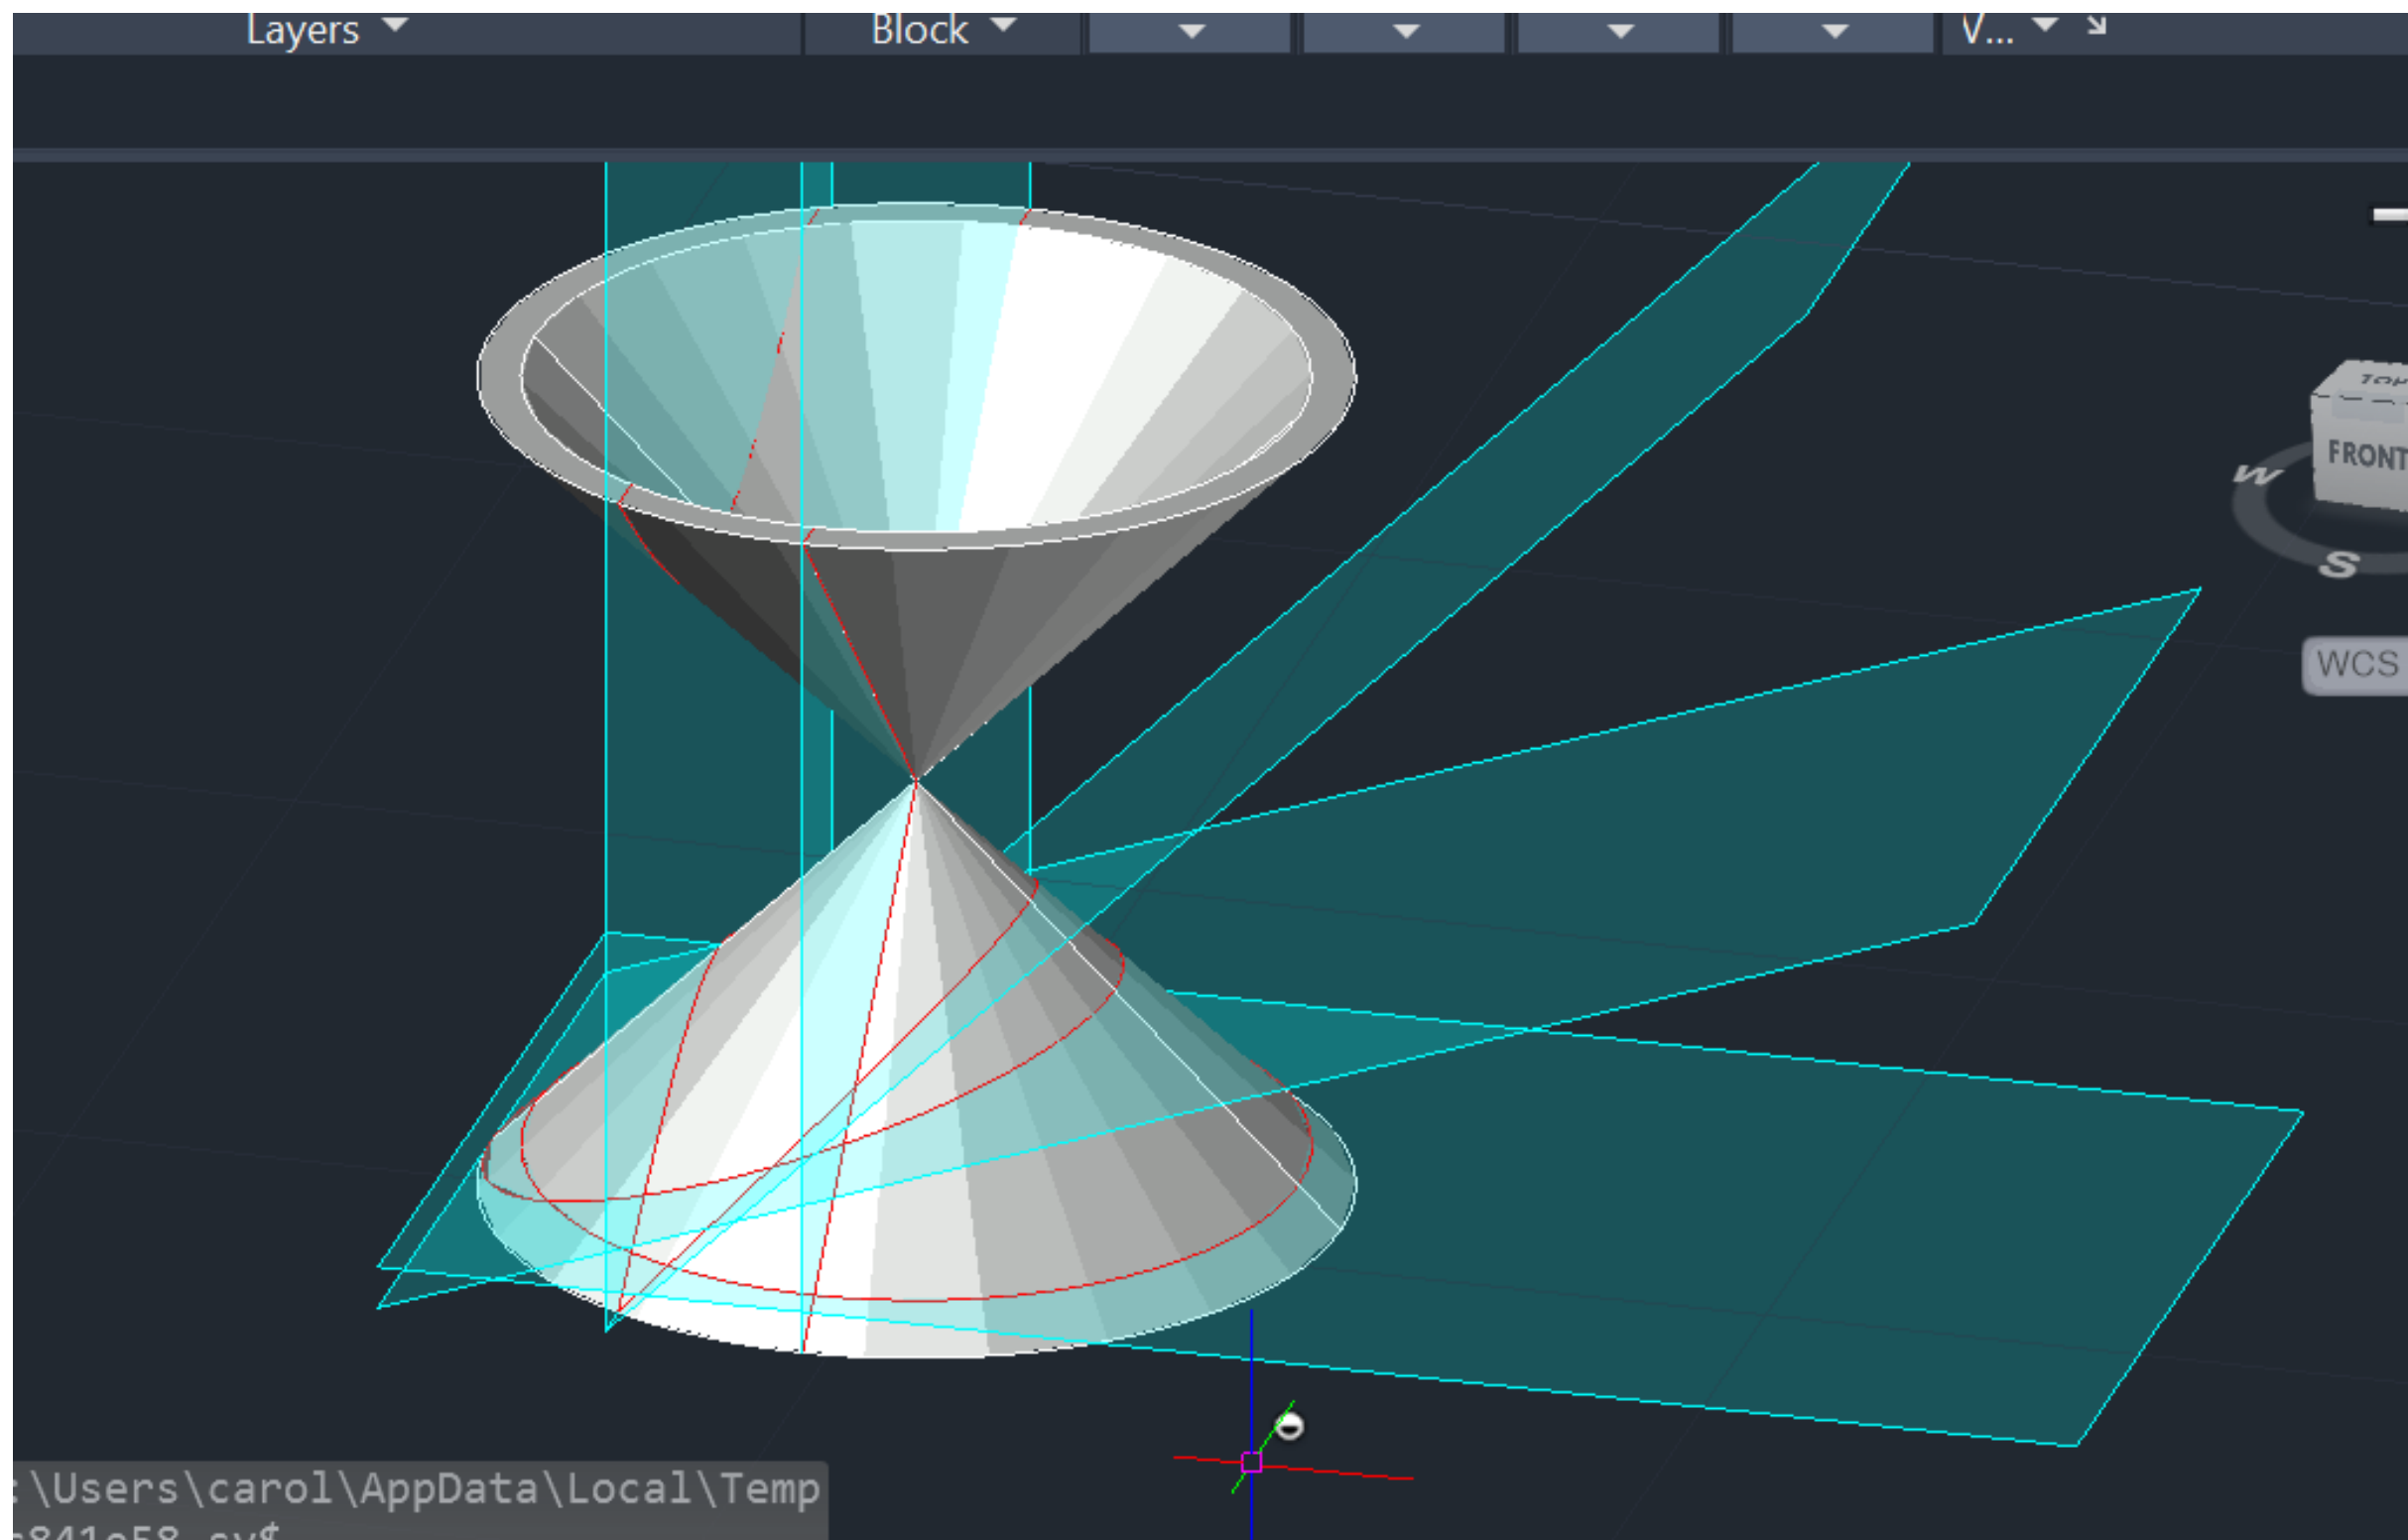 Layers
Block
V...
TOP
FRONT
W
S
WCS
:\Users\carol\AppData\Local\Temp